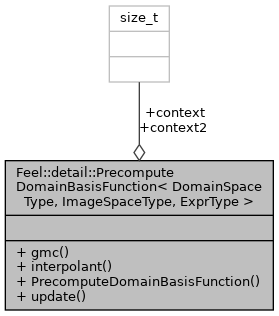 size_t
+context
+context2
Feel::detail::Precompute
DomainBasisFunction< DomainSpace
Type, ImageSpaceType, ExprType >
+ gmc()
+ interpolant()
+ PrecomputeDomainBasisFunction()
+ update()